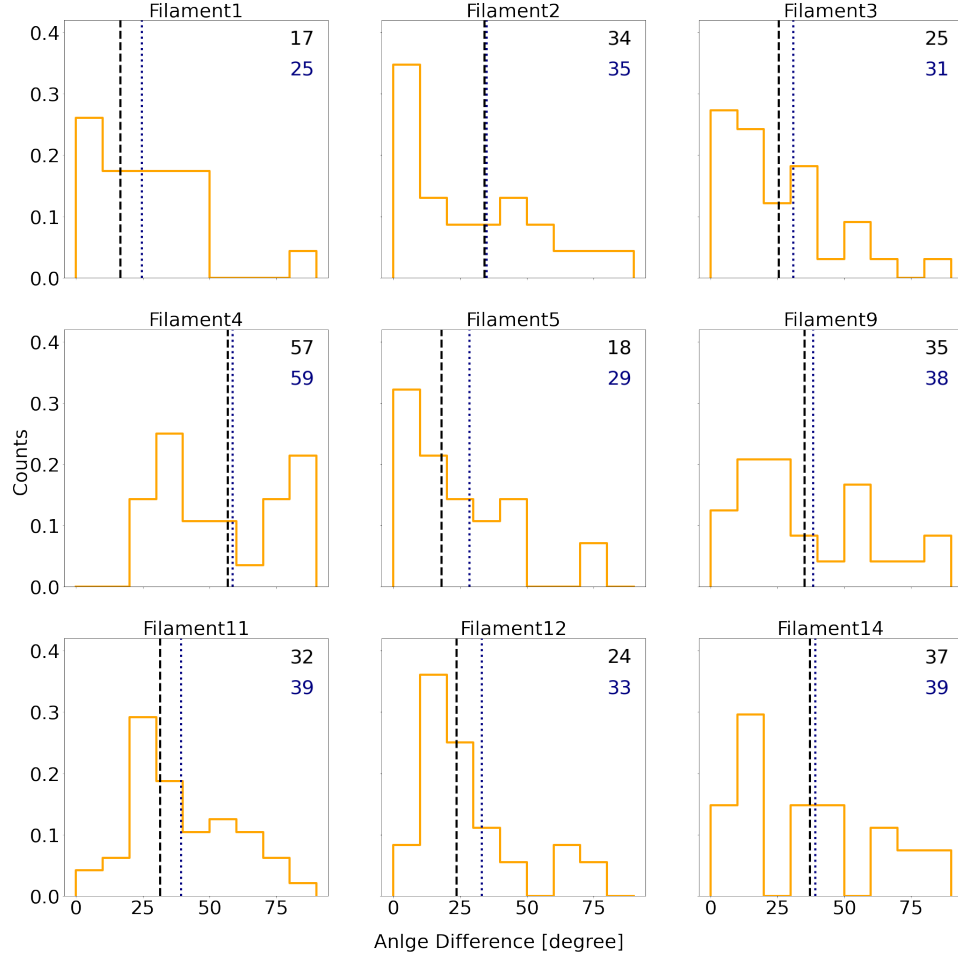 Filament1 Filament2 Filament3
0.4 17 34 25
25 35 31
0.3
0.2
0.1
0.0
Filament4 Filament5 Filament9
0.4 57 18 35
59 29 38
0.3
Counts
0.2
0.1
0.0
Filament11 Filament12 Filament14
0.4 32 24 37
39 33 39
0.3
0.2
0.1
0.0
0 25 50 75 0 25 50 75 0 25 50 75
Anlge Difference [degree]